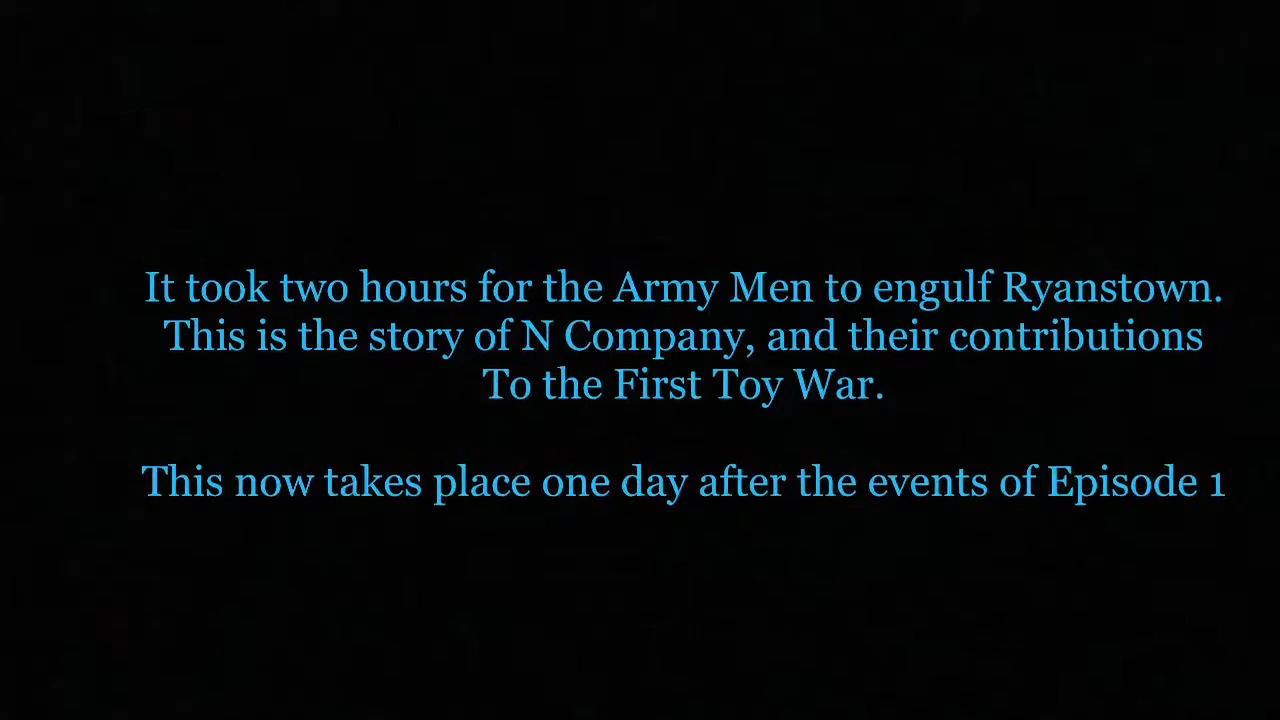 It took two hours for the Army Men to engulf Ryanstown.
This is the story of N Company, and their contributions
To the First Toy War.
This now takes place one day after the events of Episode 1